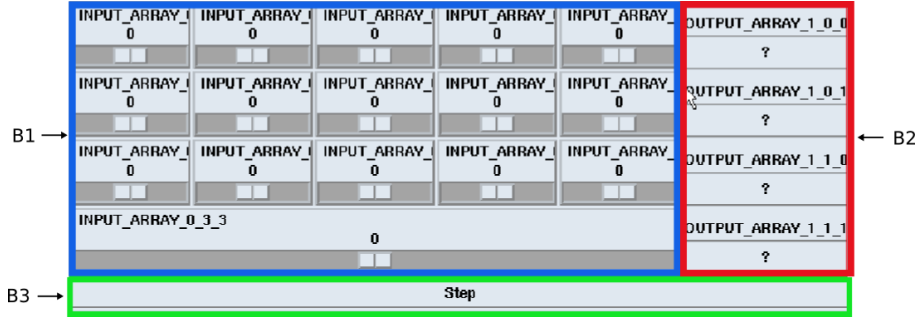 INPUT_ARRAY_ INPUT_ARRAY_ INPUT_ARRAY_ INPUT_ARRAY_ INPUT_ARRAY_ OUTPUT_ARRAY_1_0_0
0 0 0 0 0
?
INPUT_ARRAY_ INPUT_ARRAY_ INPUT_ARRAY_ INPUT_ARRAY_ INPUT_ARRAY_ OUTPUT_ARRAY_1_0_1
0 0 0 0 0
?
B1 B2
INPUT_ARRAY_ INPUT_ARRAY_ INPUT_ARRAY_ INPUT_ARRAY_ INPUT_ARRAY_ OUTPUT_ARRAY_1_1_0
0 0 0 0 0
?
INPUT_ARRAY_0_3_3 OUTPUT_ARRAY_1_1_1
0
?
B3 Step